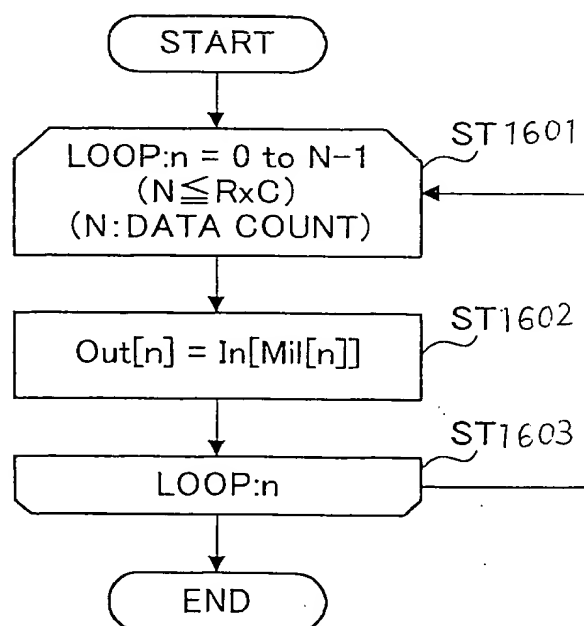 START
ST1601
LOOP:n = 0 to N-1
(N≦RxC)
(N:DATA COUNT)
ST1602
Out[n] = In[Mil[n]]
ST1603
LOOP:n
END